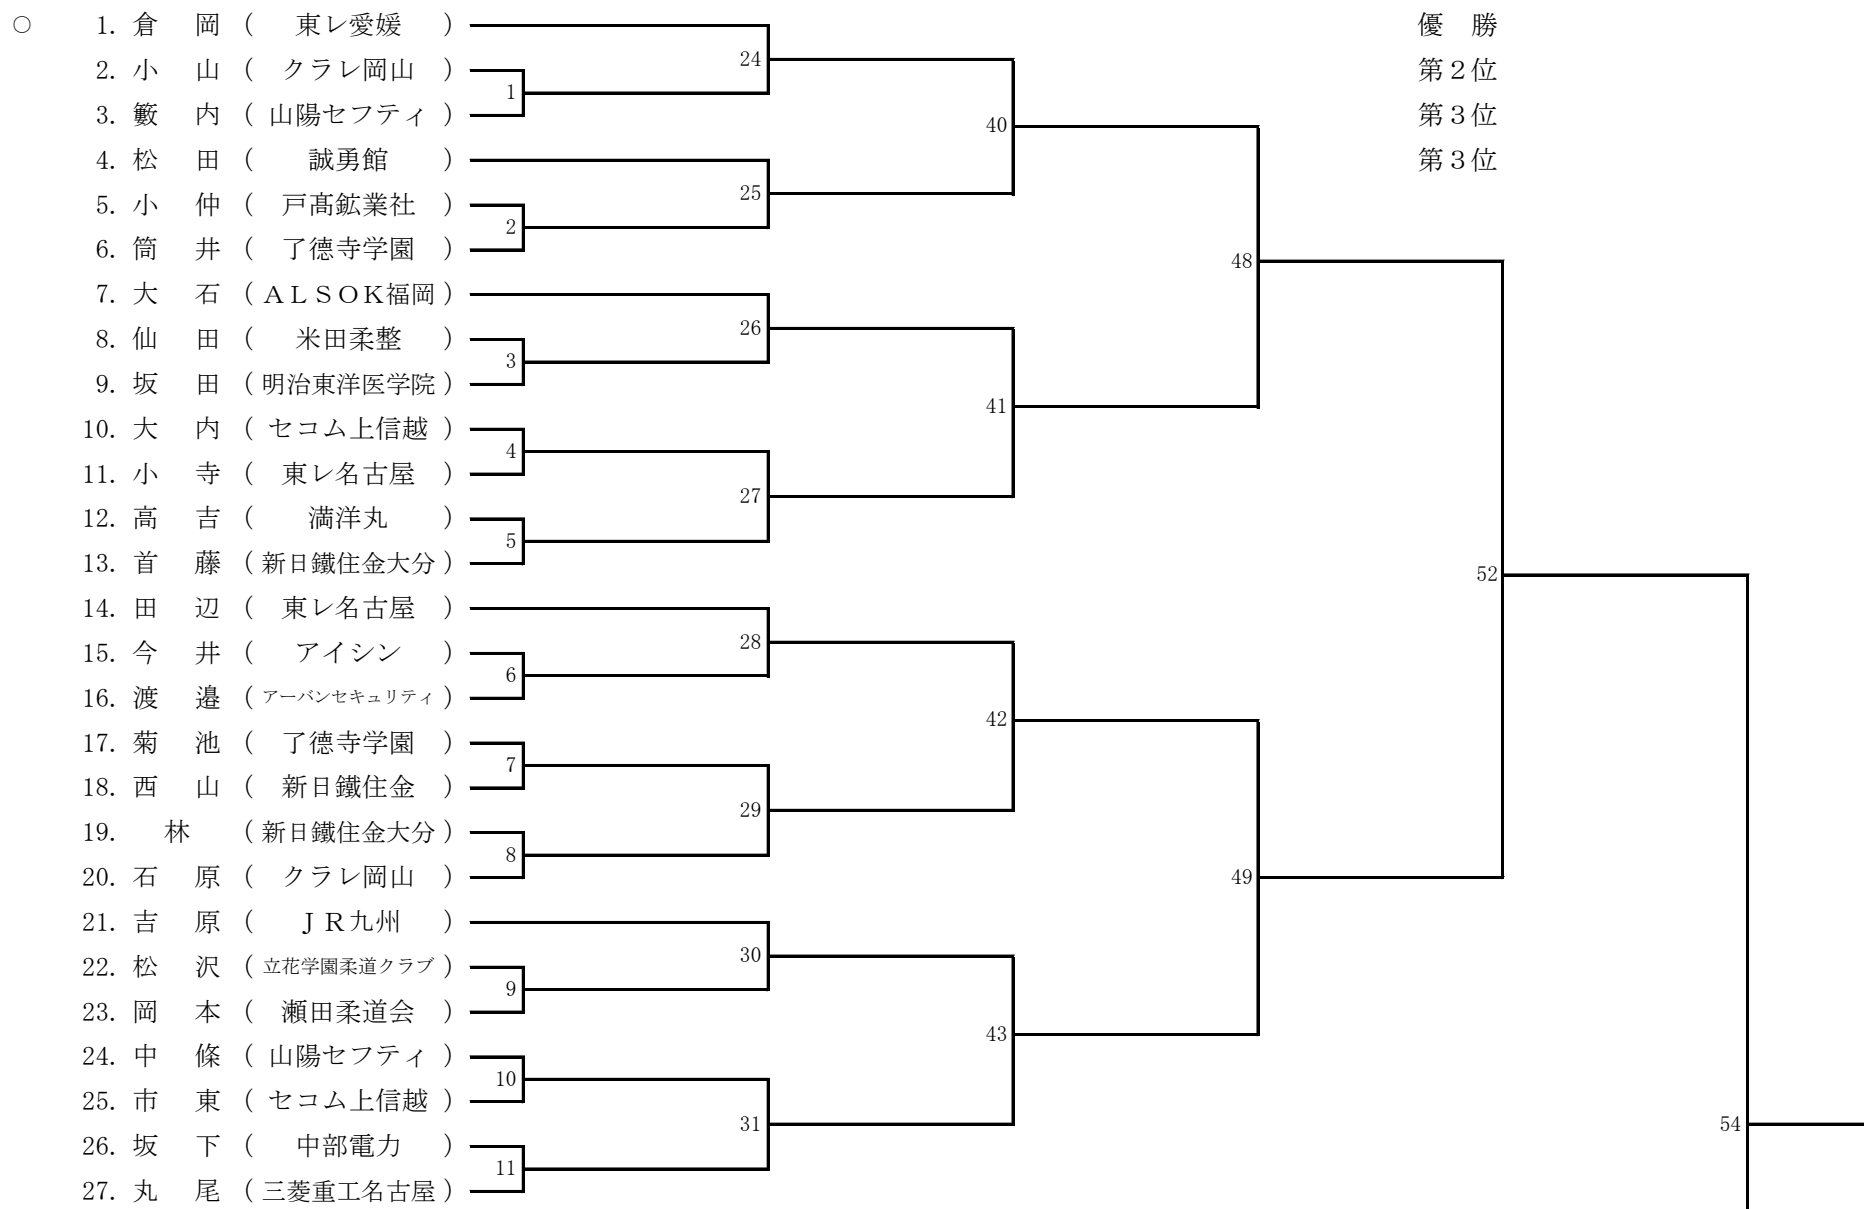 ○ 1. 倉 岡 ( 東レ愛媛 ) 優 勝
24
2. 小 山 ( クラレ岡山 ) 第２位
1
3. 籔 内 ( 山陽セフティ ) 第３位
40
4. 松 田 ( 誠勇館 ) 第３位
25
5. 小 仲 ( 戸髙鉱業社 )
2
6. 筒 井 ( 了德寺学園 )
48
7. 大 石 ( ＡＬＳＯＫ福岡 )
26
8. 仙 田 ( 米田柔整 )
3
9. 坂 田 ( 明治東洋医学院 )
41
10. 大 内 ( セコム上信越 )
4
11. 小 寺 ( 東レ名古屋 )
27
12. 高 吉 ( 満洋丸 )
5
13. 首 藤 ( 新日鐵住金大分 )
52
14. 田 辺 ( 東レ名古屋 )
28
15. 今 井 ( アイシン )
6
16. 渡 邉 ( アーバンセキュリティ )
42
17. 菊 池 ( 了德寺学園 )
7
18. 西 山 ( 新日鐵住金 )
29
19. 林 ( 新日鐵住金大分 )
8
20. 石 原 ( クラレ岡山 )
49
21. 吉 原 ( ＪＲ九州 )
30
22. 松 沢 ( 立花学園柔道クラブ )
9
23. 岡 本 ( 瀬田柔道会 )
43
24. 中 條 ( 山陽セフティ )
10
25. 市 東 ( セコム上信越 )
31
54
26. 坂 下 ( 中部電力 )
11
27. 丸 尾 ( 三菱重工名古屋 )